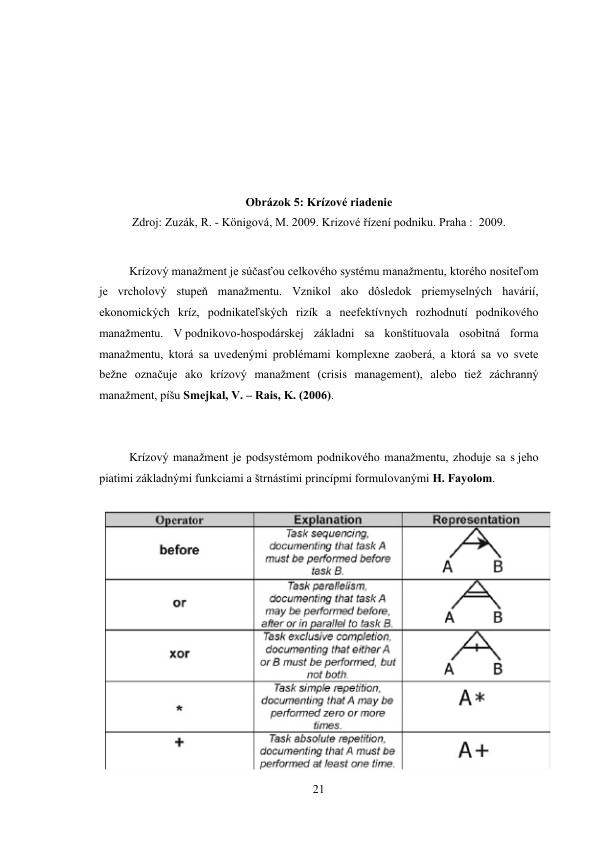 Obrázok 5: Krízové riadenie
Zdroj: Zuzák, R. - Königová, M. 2009. Krizové řízení podniku. Praha : 2009.
Krízový manažment je súčasťou celkového systému manažmentu, ktorého nositeľom
je vrcholový stupeň manažmentu. Vznikol ako dôsledok priemyselných havárií,
ekonomických kríz, podnikateľských rizík a neefektívnych rozhodnutí podnikového
manažmentu. V podnikovo-hospodárskej základni sa konštituovala osobitná forma
manažmentu, ktorá sa uvedenými problémami komplexne zaoberá, a ktorá sa vo svete
bežne označuje ako krízový manažment (crisis management), alebo tiež záchranný
manažment, píšu Smejkal, V. – Rais, K. (2006).
Krízový manažment je podsystémom podnikového manažmentu, zhoduje sa s jeho
piatimi základnými funkciami a štrnástimi princípmi formulovanými H. Fayolom.
Operator Explanation Representation
before
Task sequencing,
documenting that task A
must be performed before
task B.
A B
or
Task parallelism,
documenting that task A
may be performed before,
after or in parallel to task B.
A B
xor
Task exclusive completion,
documenting that either A
or B must be performed, but
not both.
A B
*
Task simple repetition,
documenting that A may be
performed zero or more
times.
A*
+
Task absolute repetition,
documenting that A must be
performed at least one time.
A+
21